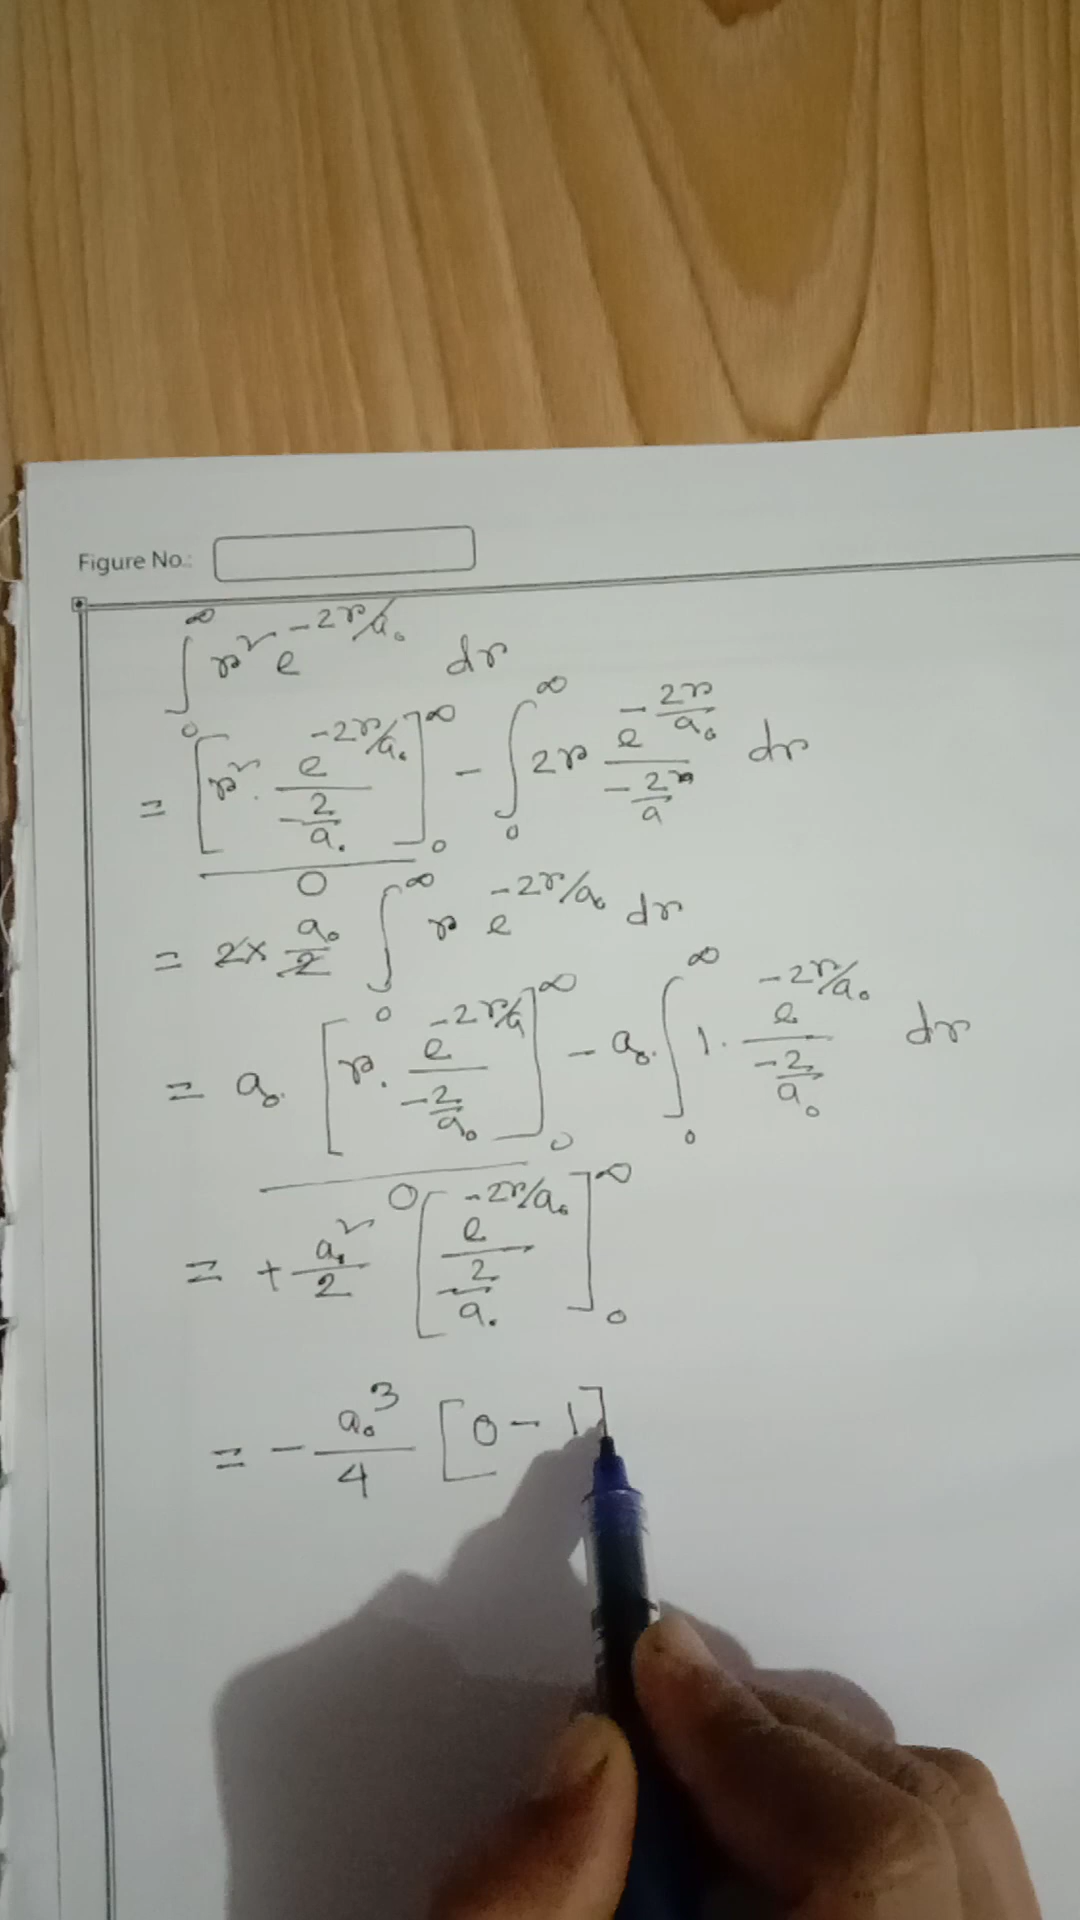 Figure No.:
∫₀^∞ r² e^(-2r/a₀) dr
= [r² · e^(-2r/a₀) / (-2/a₀)]₀^∞ - ∫₀^∞ 2r e^(-2r/a₀) / (-2r/a) dr
0
= 2 × a₀/2 ∫₀^∞ r e^(-2r/a₀) dr
= a₀ [r · e^(-2r/a) / (-2/a₀)]₀^∞ - a₀ · ∫₀^∞ 1 · e^(-2r/a₀) / (-2/a₀) dr
0
= + a₀²/2 [e^(-2r/a₀) / (-2/a₀)]₀^∞
= - a₀³/4 [0 - 1]